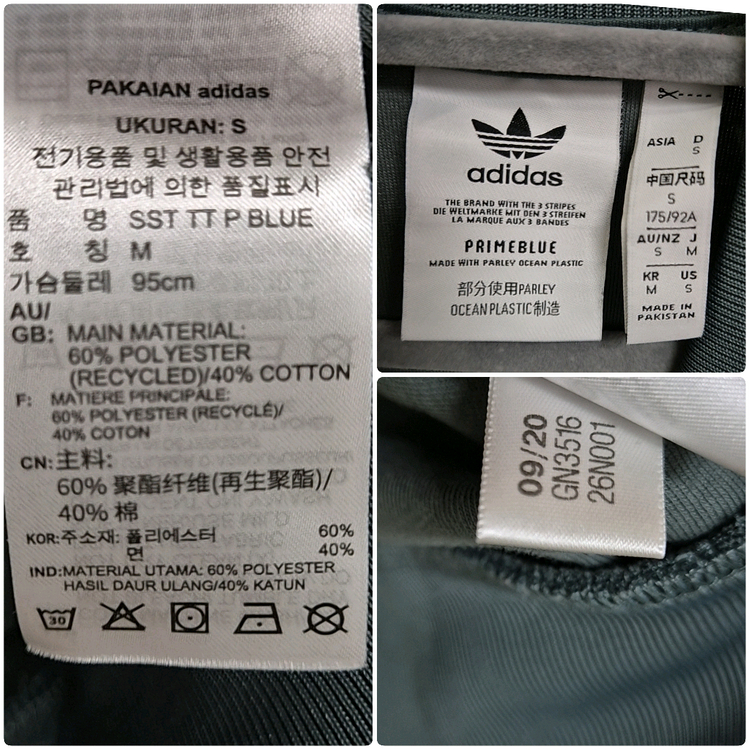 PAKAIAN adidas
UKURAN: S
전기용품 및 생활용품 안전
관리법에 의한 품질표시
품 명 SST TT P BLUE
호 칭 M
가슴둘레 95cm
AU/
GB: MAIN MATERIAL:
60% POLYESTER
(RECYCLED)/40% COTTON
F: MATIERE PRINCIPALE:
60% POLYESTER (RECYCLÉ)/
40% COTON
CN: 主料:
60% 聚酯纤维(再生聚酯)/
40% 棉
KOR: 주소재: 폴리에스터 60%
면 40%
IND: MATERIAL UTAMA: 60% POLYESTER
HASIL DAUR ULANG/40% KATUN
30
adidas
THE BRAND WITH THE 3 STRIPES
DIE WELTMARKE MIT DEN 3 STREIFEN
LA MARQUE AUX 3 BANDES
PRIMEBLUE
MADE WITH PARLEY OCEAN PLASTIC
部分使用PARLEY
OCEAN PLASTIC制造
ASIA D
S
中国尺码
S
175/92A
AU/NZ J
S M
KR US
M S
MADE IN
PAKISTAN
09/20
GN3516
26N001